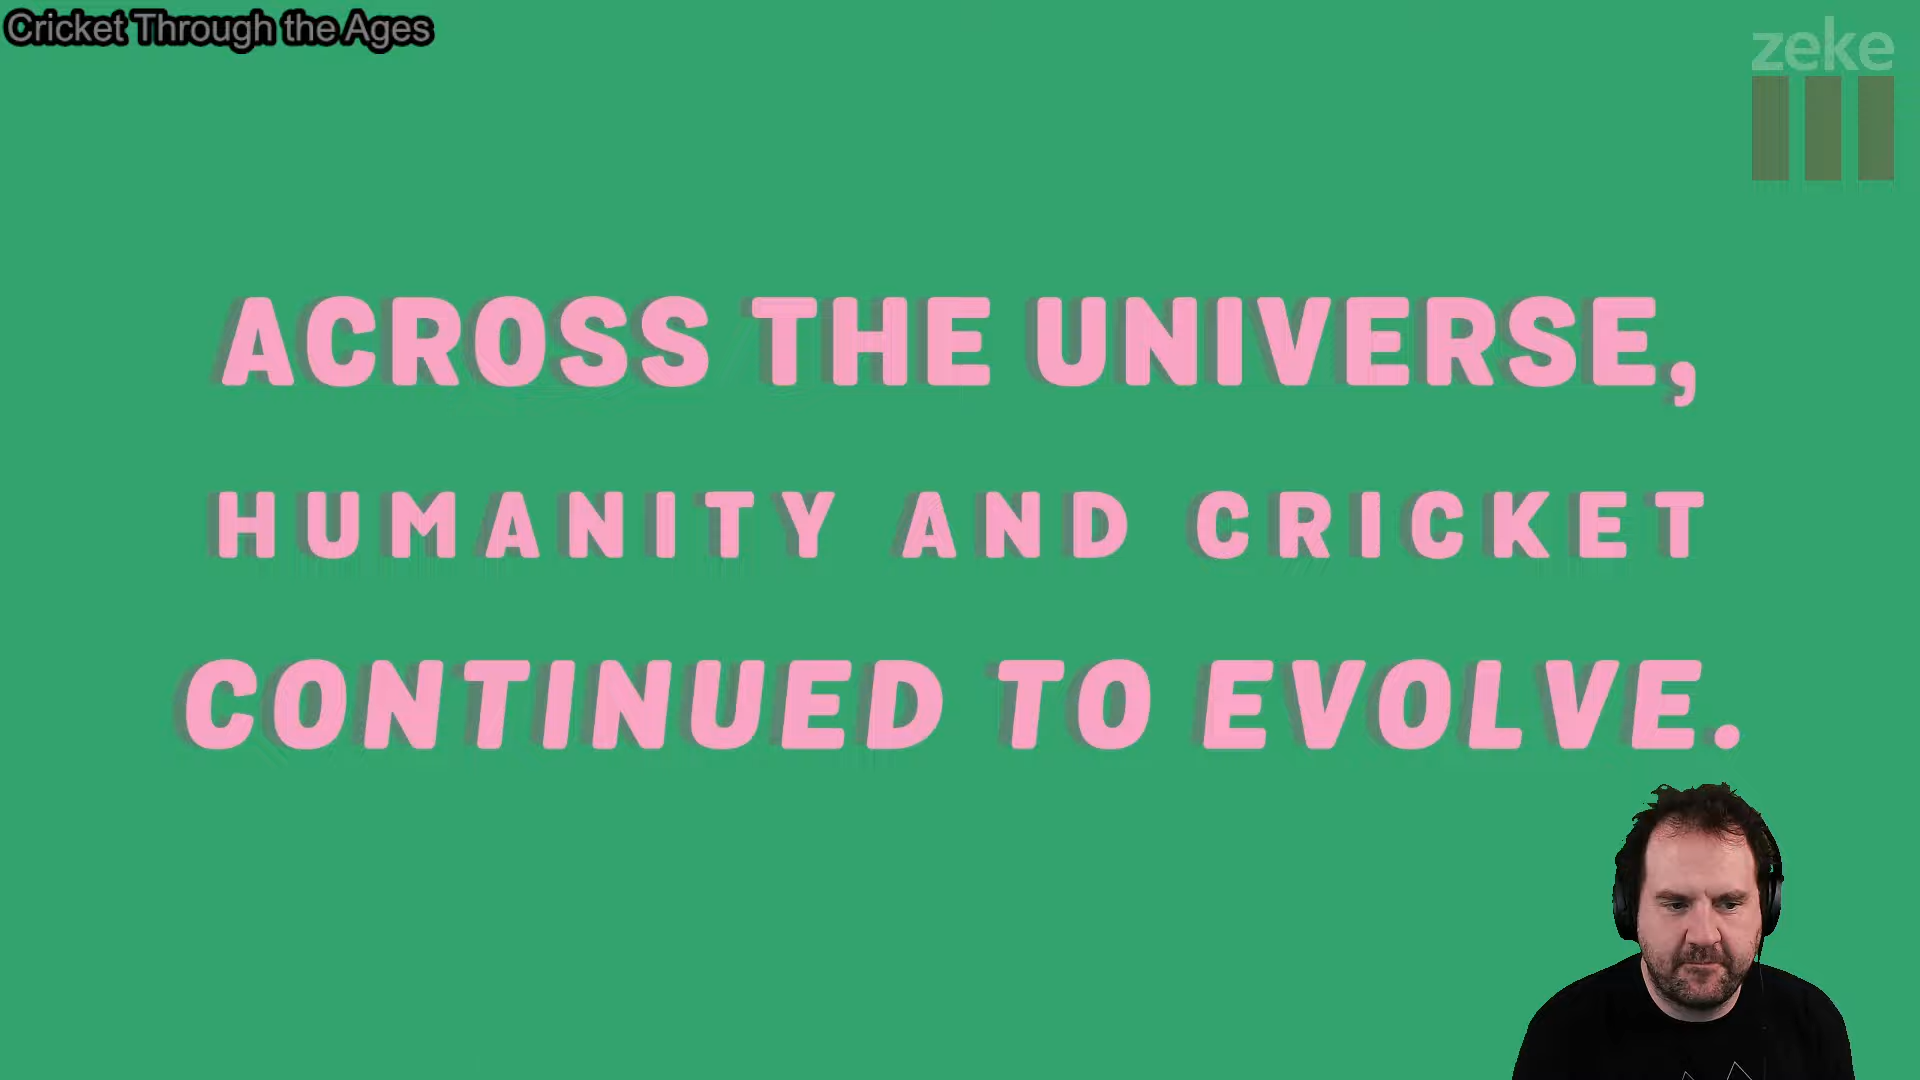 Cricket Through the Ages
zeke
ACROSS THE UNIVERSE,
HUMANITY AND CRICKET
CONTINUED TO EVOLVE.